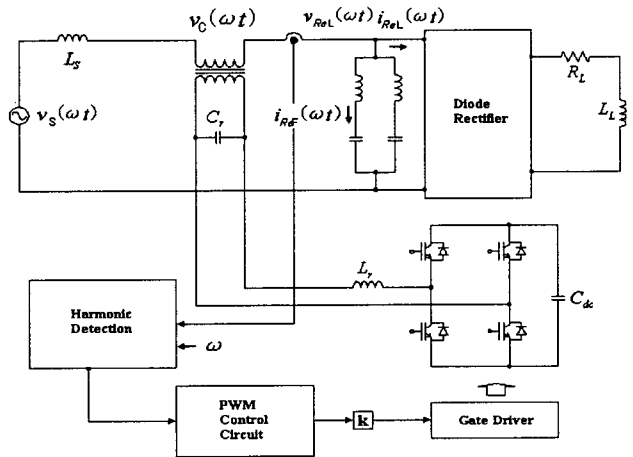 v_C(ωt)
v_ReL(ωt) i_ReL(ωt)
L_S
v_S(ωt)
C_r
i_ReF(ωt)
Diode
Rectifier
R_L
L_L
L_r
C_dc
Harmonic
Detection
ω
PWM
Control
Circuit
k
Gate Driver